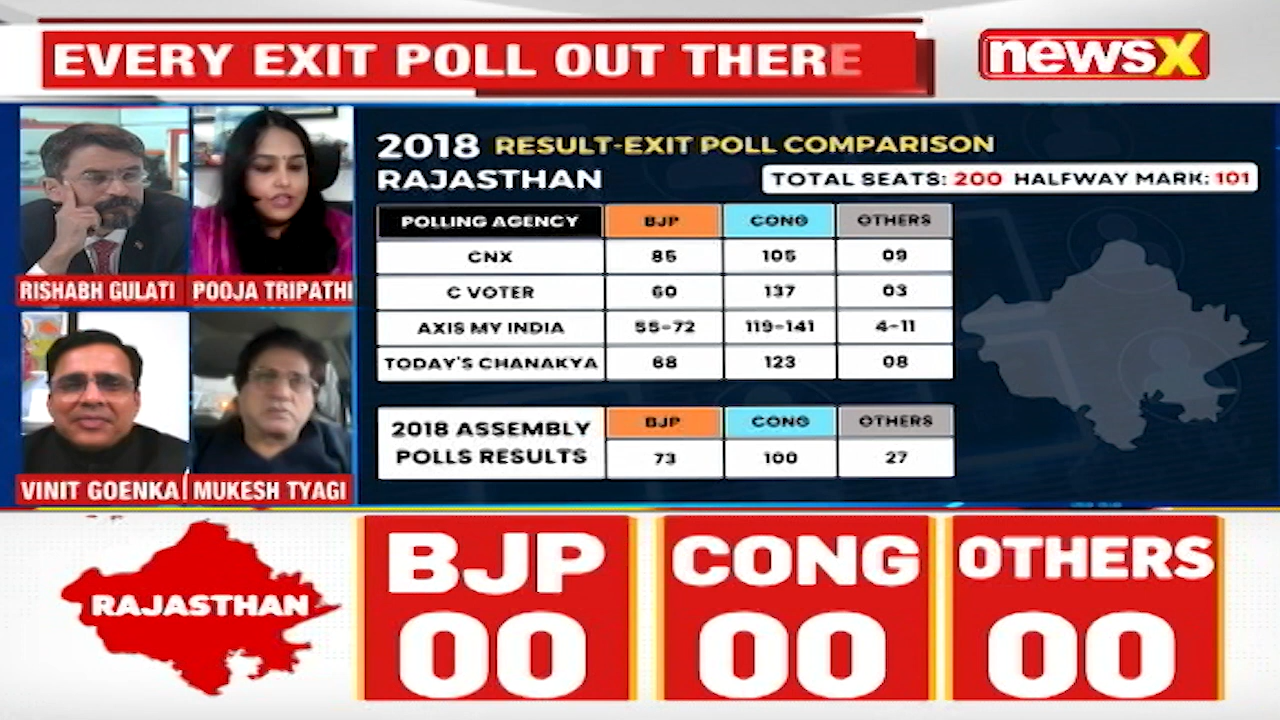 EVERY EXIT POLL OUT THERE
newsX
RISHABH GULATI
POOJA TRIPATHI
VINIT GOENKA
MUKESH TYAGI
2018 RESULT-EXIT POLL COMPARISON
RAJASTHAN
TOTAL SEATS: 200 HALFWAY MARK: 101
POLLING AGENCY BJP CONG OTHERS
CNX 85 105 09
C VOTER 60 137 03
AXIS MY INDIA 55-72 119-141 4-11
TODAY'S CHANAKYA 68 123 08
2018 ASSEMBLY POLLS RESULTS
BJP CONG OTHERS
73 100 27
RAJASTHAN
BJP CONG OTHERS
00 00 00